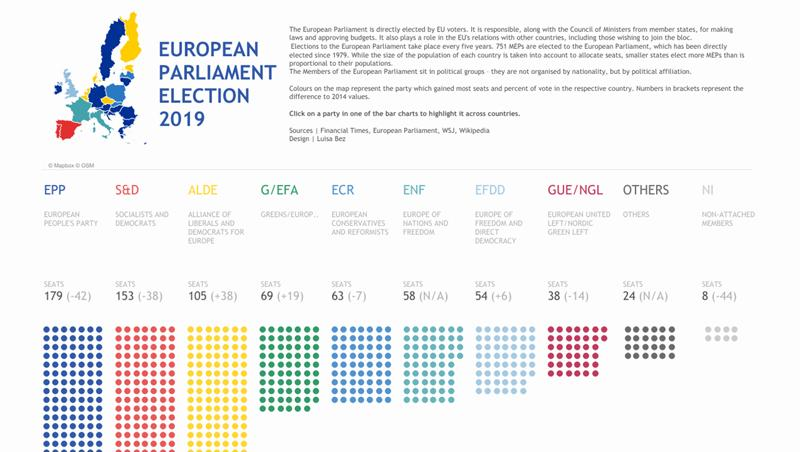 EUROPEAN
PARLIAMENT
ELECTION
2019
The European Parliament is directly elected by EU voters. It is responsible, along with the Council of Ministers from member states, for making
laws and approving budgets. It also plays a role in the EU's relations with other countries, including those wishing to join the bloc.
Elections to the European Parliament take place every five years. 751 MEPs are elected to the European Parliament, which has been directly
elected since 1979. While the size of the population of each country is taken into account to allocate seats, smaller states elect more MEPs than is
proportional to their populations.
The Members of the European Parliament sit in political groups - they are not organised by nationality, but by political affiliation.
Colours on the map represent the party which gained most seats and percent of vote in the respective country. Numbers in brackets represent the
difference to 2014 values.
Click on a party in one of the bar charts to highlight it across countries.
Sources | Financial Times, European Parliament, WSJ, Wikipedia
Design | Luisa Bez
© Mapbox © OSM
EPP S&D ALDE G/EFA ECR ENF EFDD GUE/NGL OTHERS NI
EUROPEAN SOCIALISTS AND ALLIANCE OF GREENS/EUROP.. EUROPEAN EUROPE OF EUROPE OF EUROPEAN UNITED OTHERS NON-ATTACHED
PEOPLE'S PARTY DEMOCRATS LIBERALS AND CONSERVATIVES NATIONS AND FREEDOM AND LEFT/NORDIC MEMBERS
DEMOCRATS FOR AND REFORMISTS FREEDOM DIRECT GREEN LEFT
EUROPE DEMOCRACY
SEATS SEATS SEATS SEATS SEATS SEATS SEATS SEATS SEATS SEATS
179 (-42) 153 (-38) 105 (+38) 69 (+19) 63 (-7) 58 (N/A) 54 (+6) 38 (-14) 24 (N/A) 8 (-44)